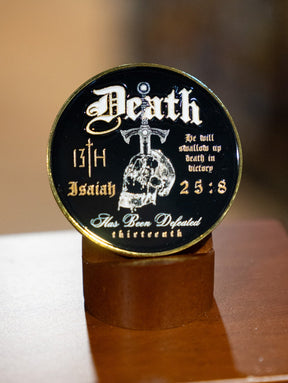 Death
13TH
He will
swallow up
death in
victory
Isaiah 25:8
Has Been Defeated
thirteenth